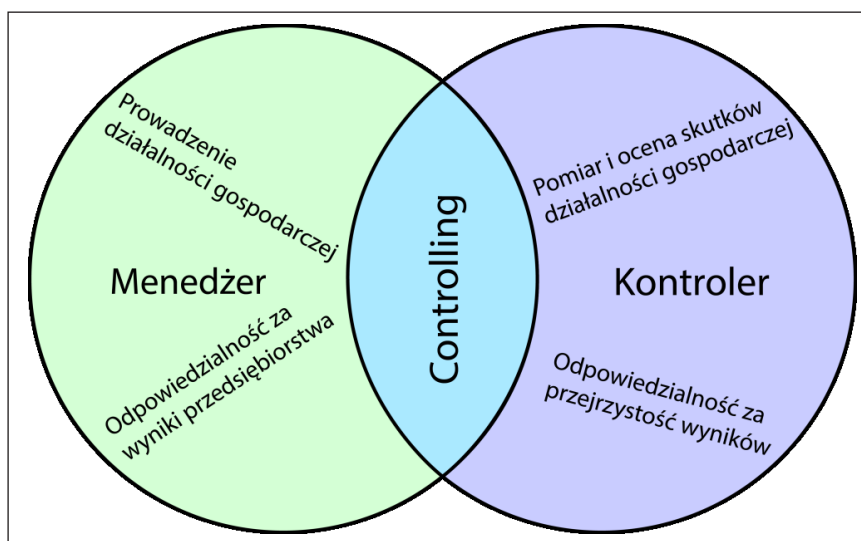 Prowadzenie
działalności gospodarczej
Menedżer
Odpowiedzialność za
wyniki przedsiębiorstwa
Controlling
Pomiar i ocena skutków
działalności gospodarczej
Kontroler
Odpowiedzialność za
przejrzystość wyników